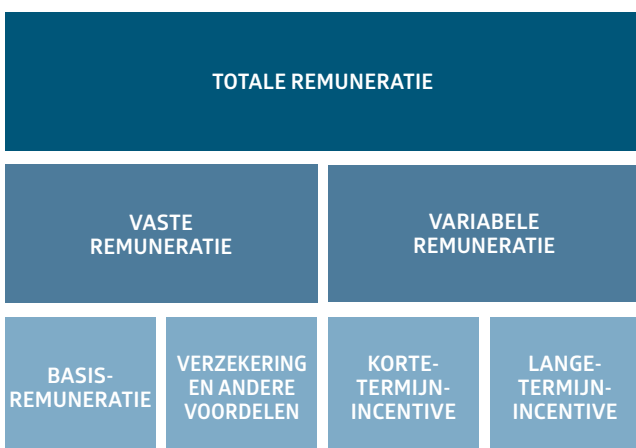 TOTALE REMUNERATIE
VASTE
REMUNERATIE
VARIABELE
REMUNERATIE
BASIS-
REMUNERATIE
VERZEKERING
EN ANDERE
VOORDELEN
KORTE-
TERMIJN-
INCENTIVE
LANGE-
TERMIJN-
INCENTIVE